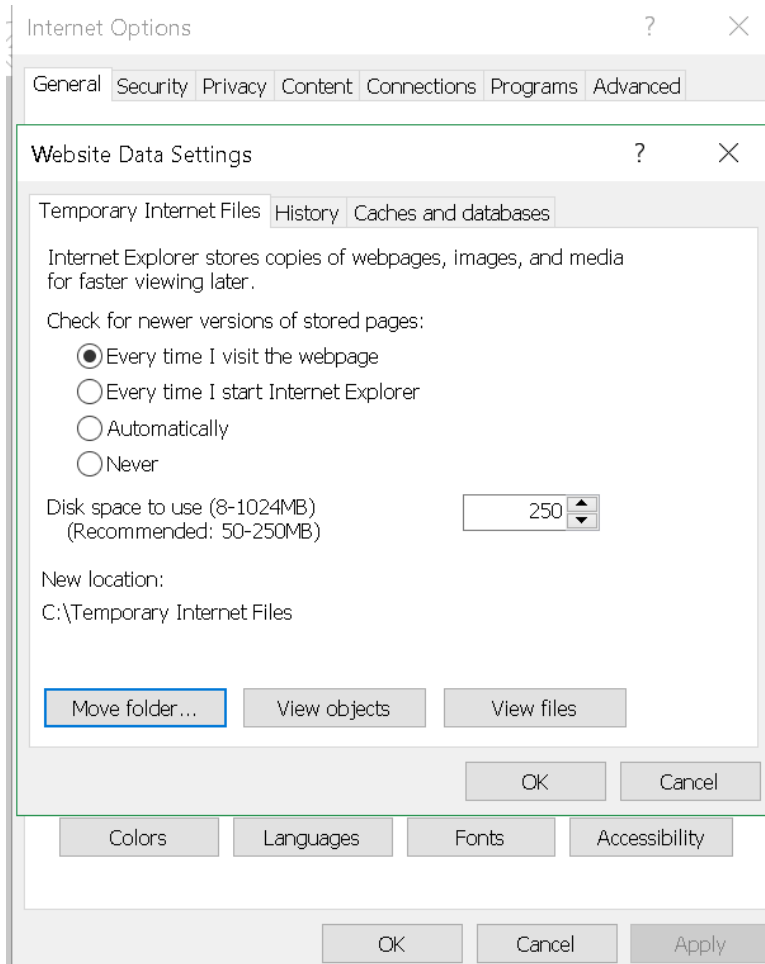 Internet Options
General Security Privacy Content Connections Programs Advanced
Website Data Settings
Temporary Internet Files History Caches and databases
Internet Explorer stores copies of webpages, images, and media
for faster viewing later.
Check for newer versions of stored pages:
Every time I visit the webpage
Every time I start Internet Explorer
Automatically
Never
Disk space to use (8-1024MB) 250
(Recommended: 50-250MB)
New location:
C:\Temporary Internet Files
Move folder... View objects View files
OK Cancel
Colors Languages Fonts Accessibility
OK Cancel Apply